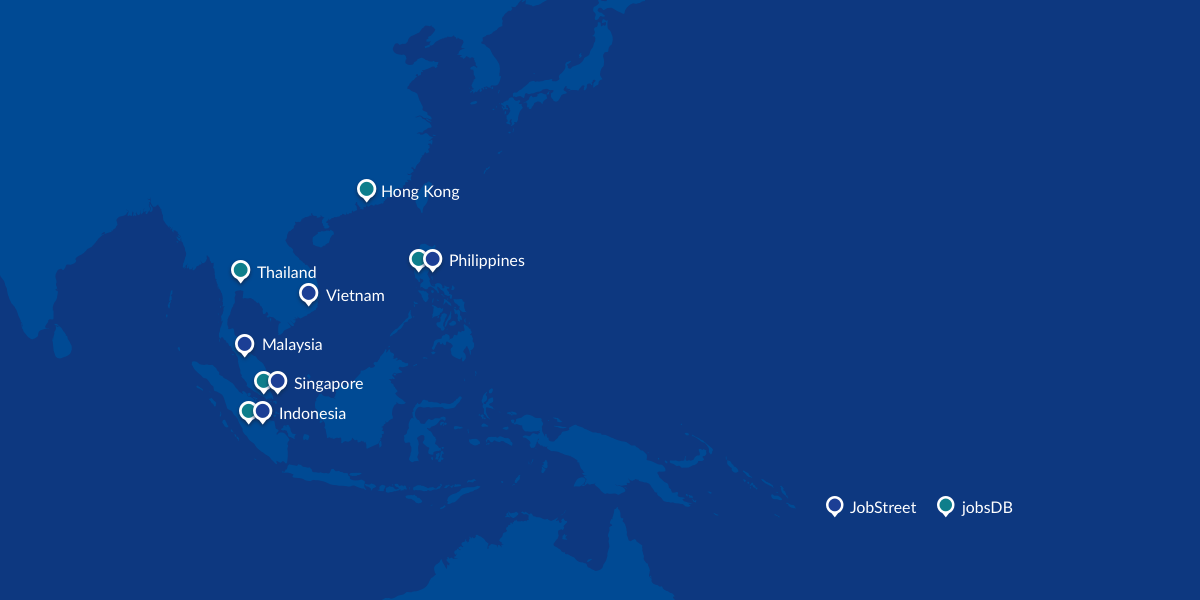 Hong Kong
Philippines
Thailand
Vietnam
Malaysia
Singapore
Indonesia
JobStreet
jobsDB